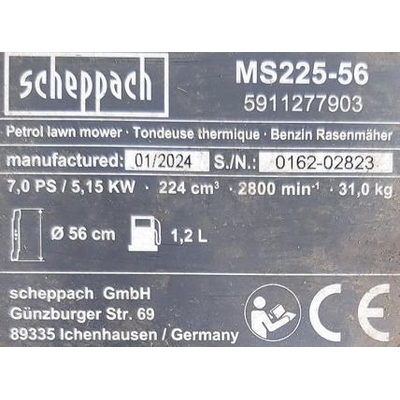 scheppach
MS225-56
5911277903
Petrol lawn mower · Tondeuse thermique · Benzin Rasenmäher
manufactured: 01/2024 S./N.: 0162-02823
7,0 PS / 5,15 KW · 224 cm³ · 2800 min⁻¹ · 31,0 kg
Ø 56 cm 1,2 L
scheppach GmbH
Günzburger Str. 69
89335 Ichenhausen / Germany
CE